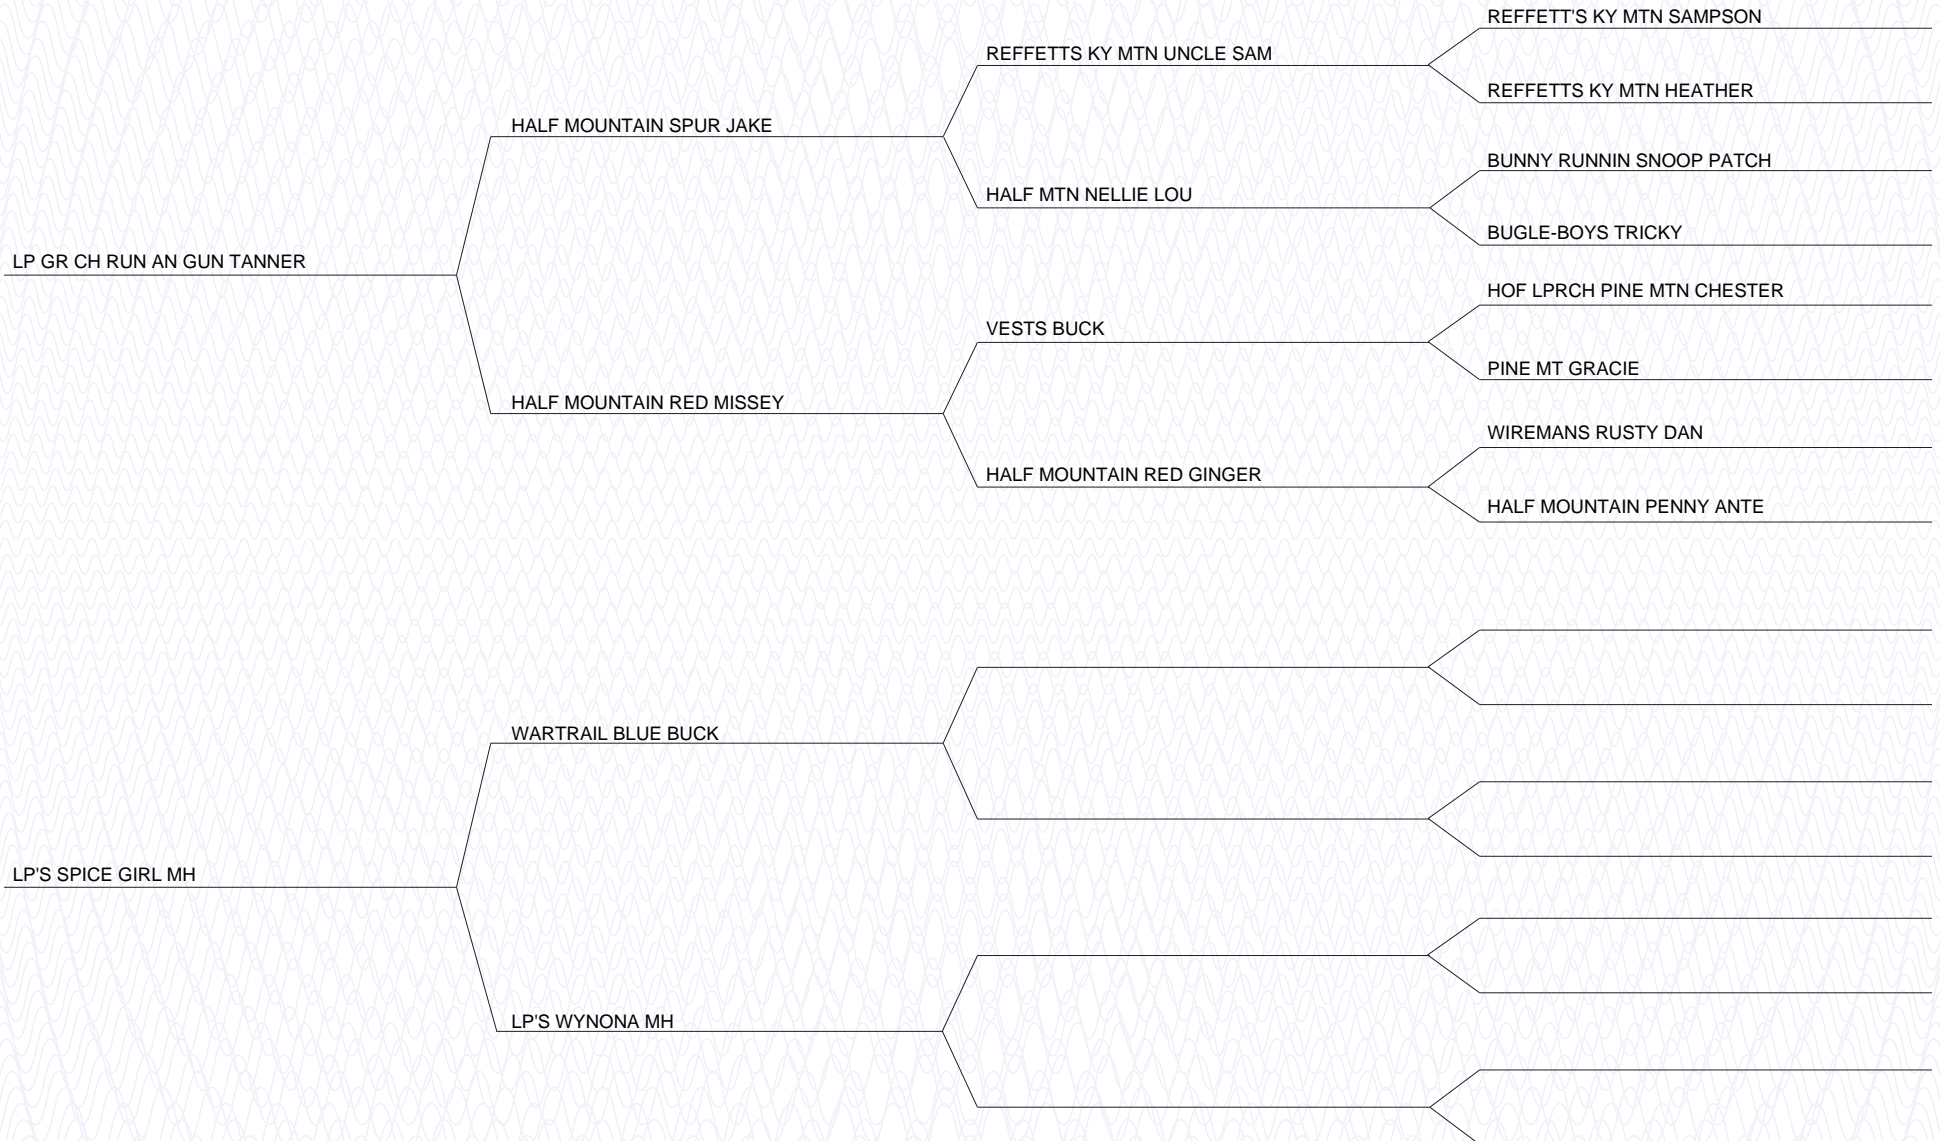 REFFETT'S KY MTN SAMPSON
REFFETTS KY MTN UNCLE SAM
REFFETTS KY MTN HEATHER
HALF MOUNTAIN SPUR JAKE
BUNNY RUNNIN SNOOP PATCH
HALF MTN NELLIE LOU
BUGLE-BOYS TRICKY
LP GR CH RUN AN GUN TANNER
HOF LPRCH PINE MTN CHESTER
VESTS BUCK
PINE MT GRACIE
HALF MOUNTAIN RED MISSEY
WIREMANS RUSTY DAN
HALF MOUNTAIN RED GINGER
HALF MOUNTAIN PENNY ANTE
WARTRAIL BLUE BUCK
LP'S SPICE GIRL MH
LP'S WYNONA MH